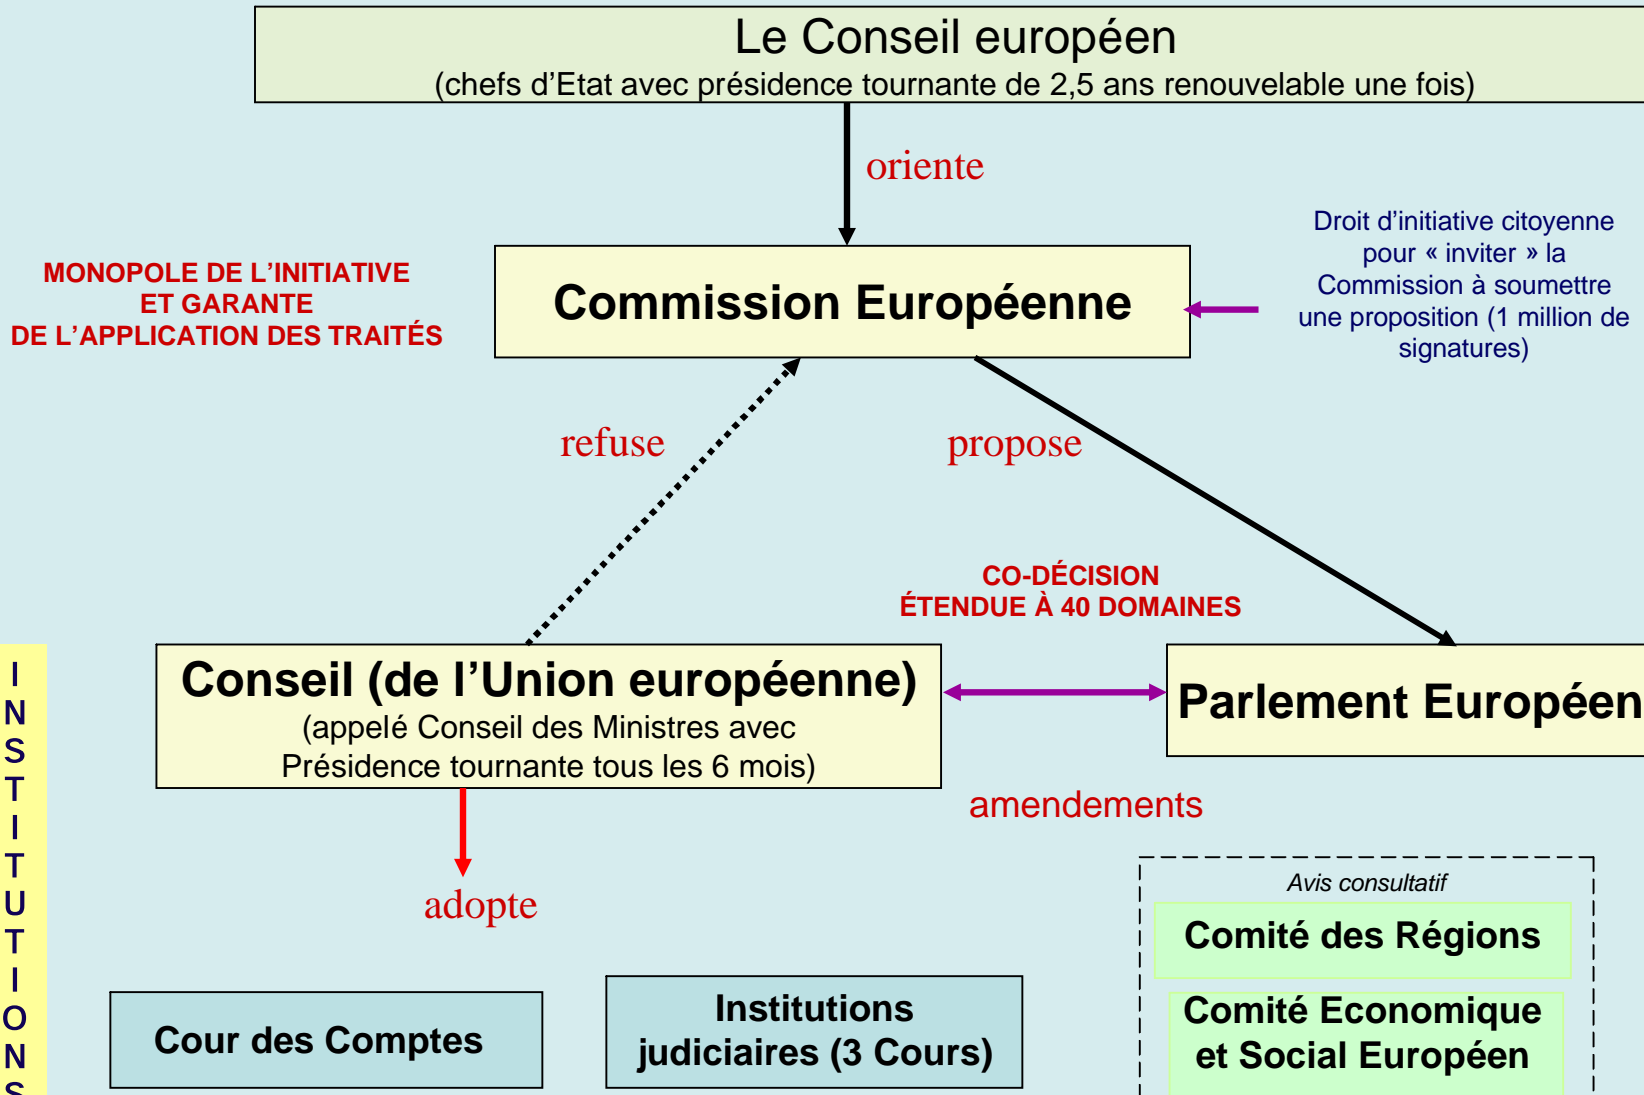 Le Conseil européen
(chefs d'Etat avec présidence tournante de 2,5 ans renouvelable une fois)
oriente
Droit d'initiative citoyenne
pour « inviter » la
Commission à soumettre
une proposition (1 million de
signatures)
MONOPOLE DE L'INITIATIVE
ET GARANTE
DE L'APPLICATION DES TRAITÉS
Commission Européenne
refuse
propose
CO-DÉCISION
ÉTENDUE À 40 DOMAINES
Conseil (de l'Union européenne)
(appelé Conseil des Ministres avec
Présidence tournante tous les 6 mois)
Parlement Européen
amendements
adopte
Avis consultatif
Comité des Régions
Comité Economique
et Social Européen
Cour des Comptes
Institutions
judiciaires (3 Cours)
I
N
S
T
I
T
U
T
I
O
N
S